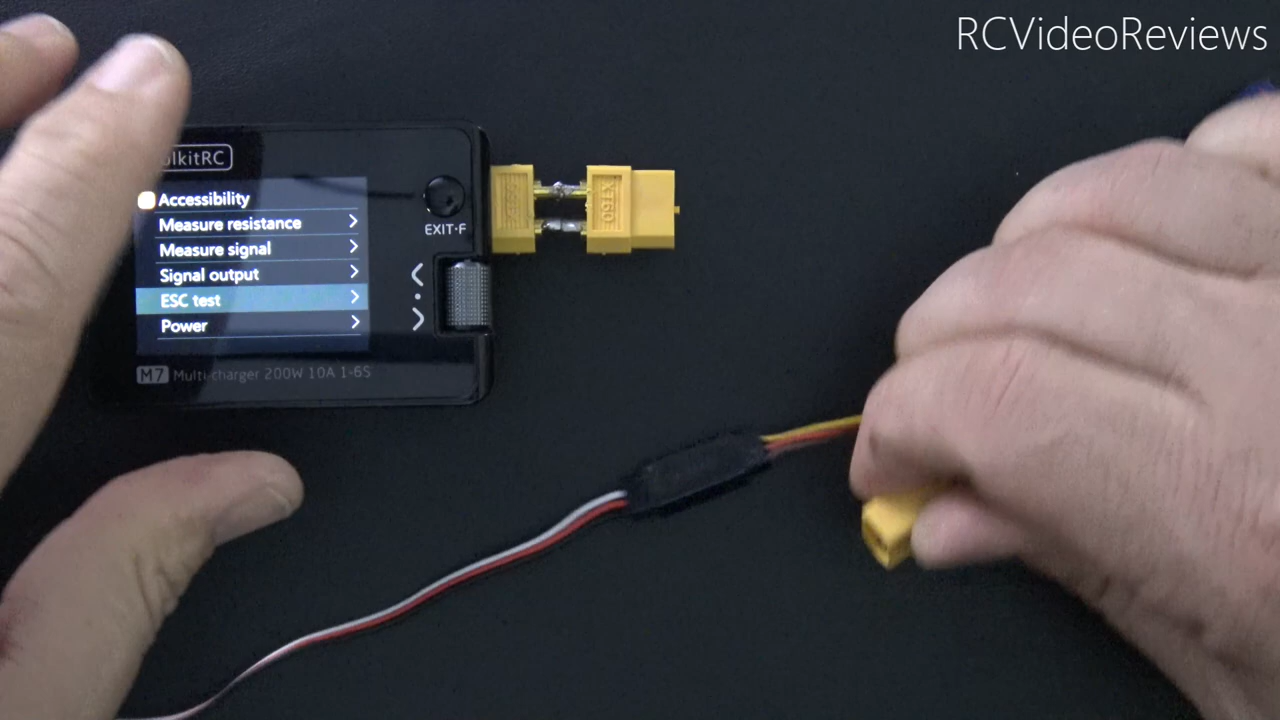 RCVideoReviews
lkitRC
Accessibility
Measure resistance
Measure signal
Signal output
ESC test
Power
EXIT·F
M7 Multi-charger 200W 10A 1-6S
XT60